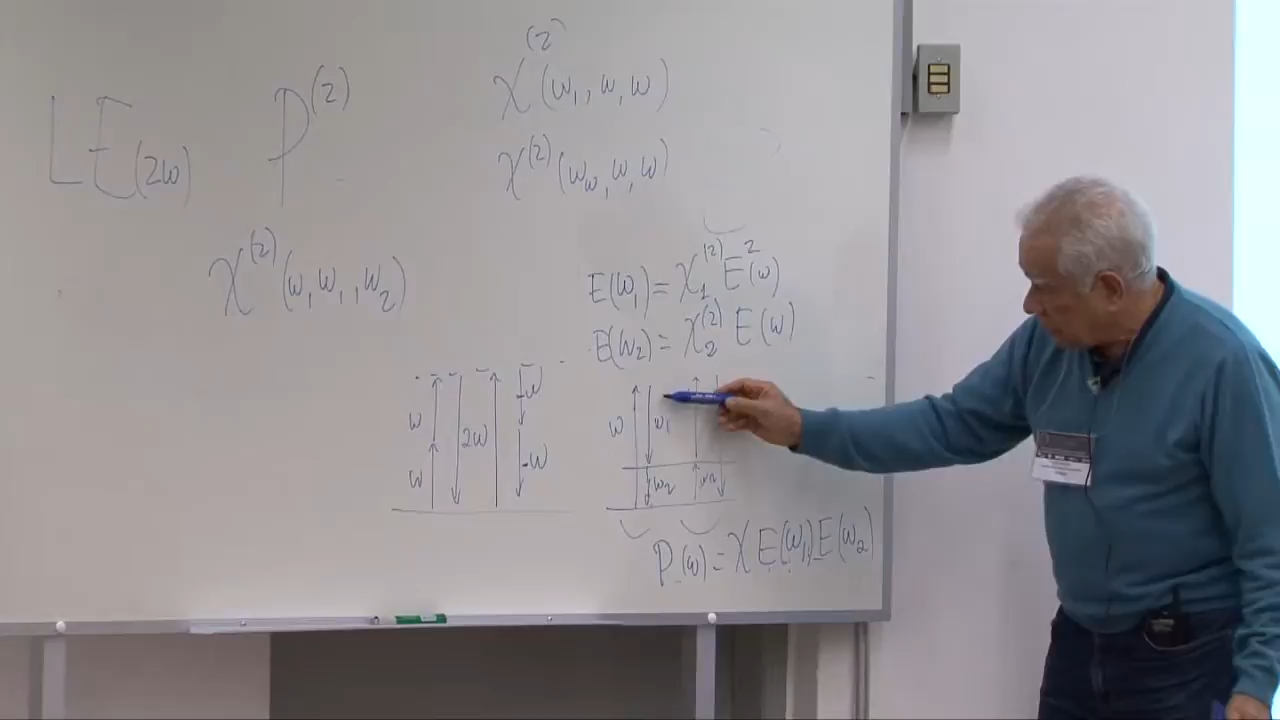 LE(2ω) P⁽²⁾
χ⁽²⁾(ω₁, ω, ω)
χ⁽²⁾(ω_ω, ω, ω)
χ⁽²⁾(ω, ω₁, ω₂)
E(ω₁) = χ₁⁽²⁾ E²(ω)
E(ω₂) = χ₂⁽²⁾ E(ω)
ω ω 2ω -ω -ω
ω ω₁ ω₂ ω₂
P(ω) = χ E(ω₁) E(ω₂)